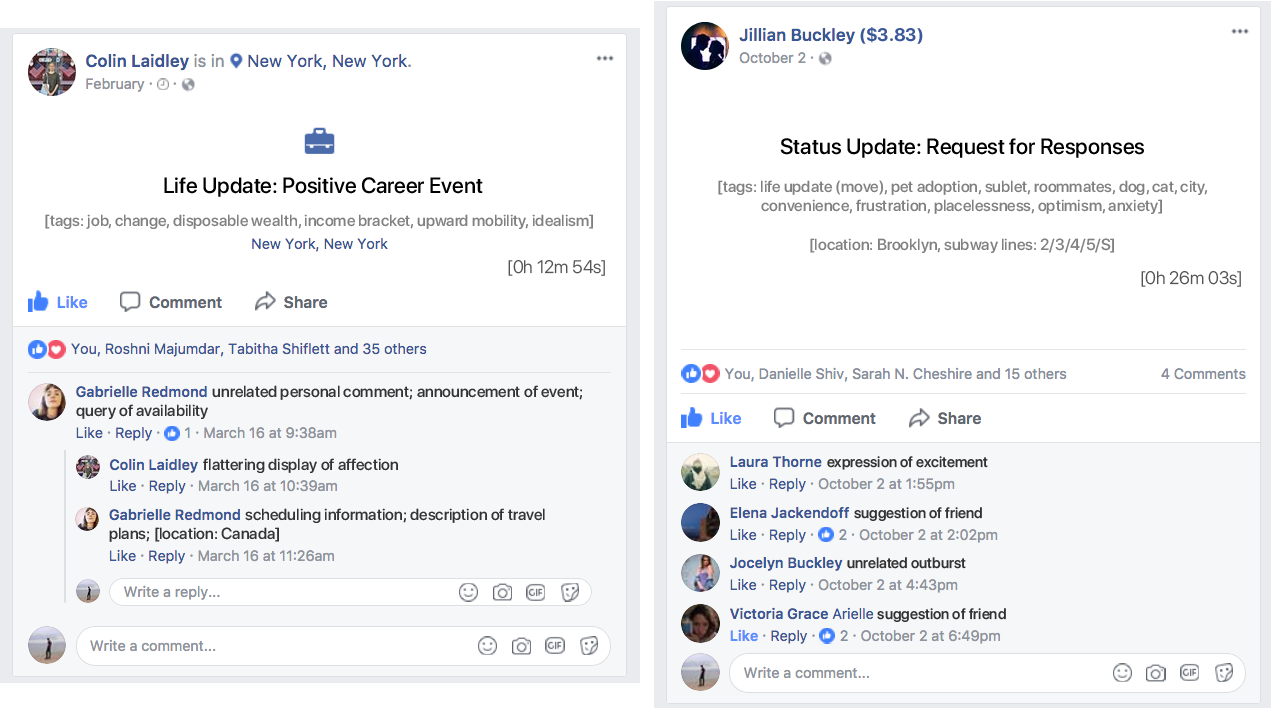 Colin Laidley is in New York, New York.
February · ·
Life Update: Positive Career Event
[tags: job, change, disposable wealth, income bracket, upward mobility, idealism]
New York, New York
[0h 12m 54s]
Like Comment Share
You, Roshni Majumdar, Tabitha Shiflett and 35 others
Gabrielle Redmond unrelated personal comment; announcement of event;
query of availability
Like · Reply · 1 · March 16 at 9:38am
Colin Laidley flattering display of affection
Like · Reply · March 16 at 10:39am
Gabrielle Redmond scheduling information; description of travel
plans; [location: Canada]
Like · Reply · March 16 at 11:26am
Write a reply...
GIF
Write a comment...
GIF
Jillian Buckley ($3.83)
October 2 ·
Status Update: Request for Responses
[tags: life update (move), pet adoption, sublet, roommates, dog, cat, city,
convenience, frustration, placelessness, optimism, anxiety]
[location: Brooklyn, subway lines: 2/3/4/5/S]
[0h 26m 03s]
You, Danielle Shiv, Sarah N. Cheshire and 15 others 4 Comments
Like Comment Share
Laura Thorne expression of excitement
Like · Reply · October 2 at 1:55pm
Elena Jackendoff suggestion of friend
Like · Reply · 2 · October 2 at 2:02pm
Jocelyn Buckley unrelated outburst
Like · Reply · October 2 at 4:43pm
Victoria Grace Arielle suggestion of friend
Like · Reply · 2 · October 2 at 6:49pm
Write a comment...
GIF